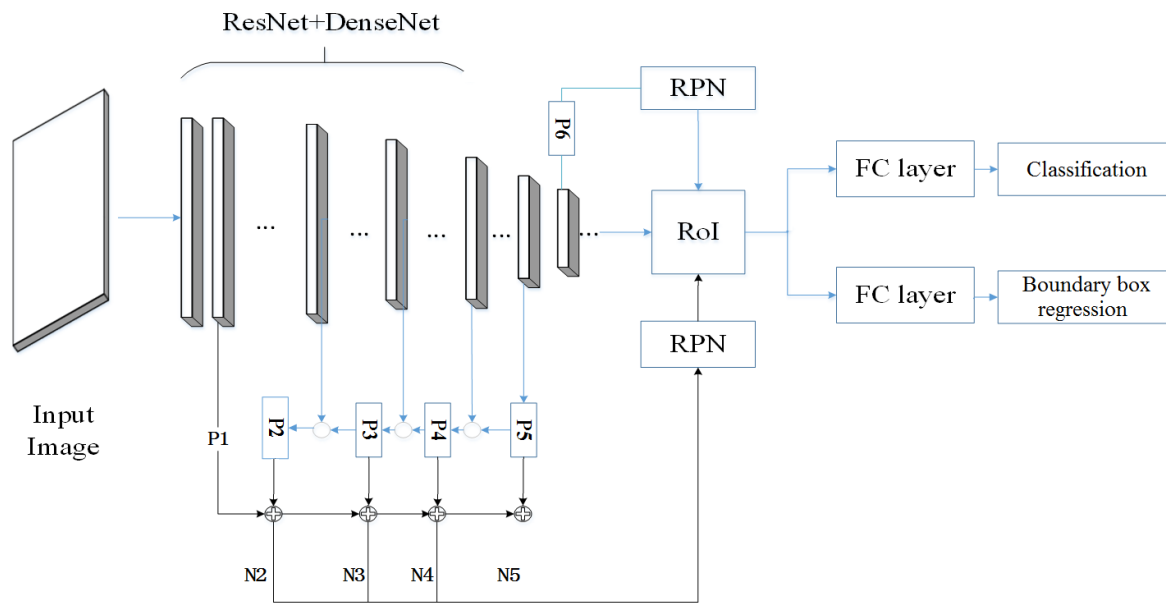 ResNet+DenseNet
RPN
P6
FC layer
Classification
...
...
...
...
...
RoI
FC layer
Boundary box
regression
RPN
Input
Image
P1
P2
P3
P4
P5
N2
N3
N4
N5